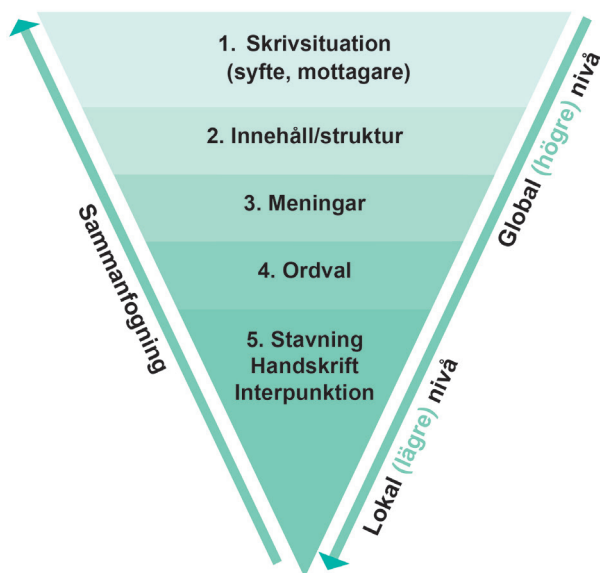 1. Skrivsituation
(syfte, mottagare)
2. Innehåll/struktur
3. Meningar
4. Ordval
5. Stavning
Handskrift
Interpunktion
Sammanfogning
Global (högre) nivå
Lokal (lägre) nivå